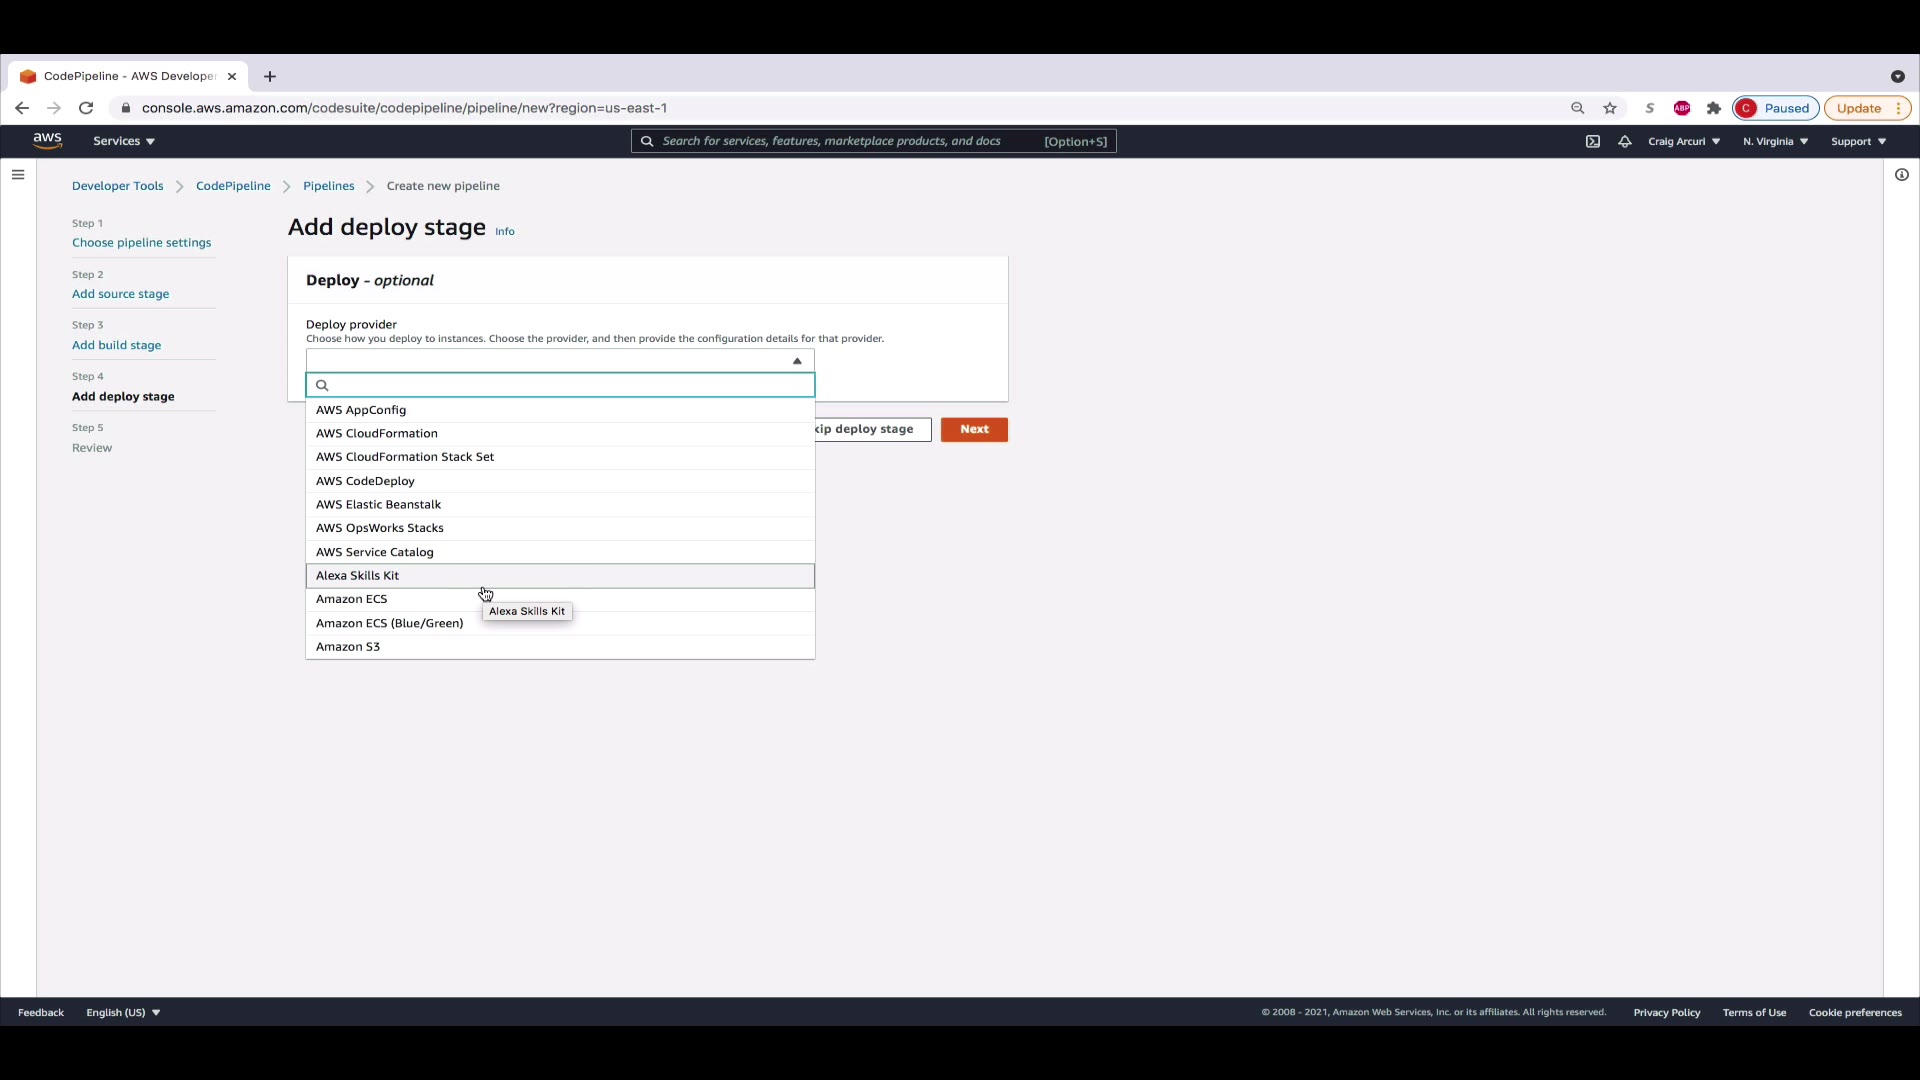 CodePipeline - AWS Developer
console.aws.amazon.com/codesuite/codepipeline/pipeline/new?region=us-east-1
S
ABP
C
Paused
Update
aws
Services
Search for services, features, marketplace products, and docs
[Option+S]
Craig Arcuri
N. Virginia
Support
Developer Tools
CodePipeline
Pipelines
Create new pipeline
Step 1
Choose pipeline settings
Step 2
Add source stage
Step 3
Add build stage
Step 4
Add deploy stage
Step 5
Review
Add deploy stage
Info
Deploy - optional
Deploy provider
Choose how you deploy to instances. Choose the provider, and then provide the configuration details for that provider.
AWS AppConfig
AWS CloudFormation
AWS CloudFormation Stack Set
AWS CodeDeploy
AWS Elastic Beanstalk
AWS OpsWorks Stacks
AWS Service Catalog
Alexa Skills Kit
Amazon ECS
Alexa Skills Kit
Amazon ECS (Blue/Green)
Amazon S3
kip deploy stage
Next
Feedback
English (US)
© 2008 - 2021, Amazon Web Services, Inc. or its affiliates. All rights reserved.
Privacy Policy
Terms of Use
Cookie preferences